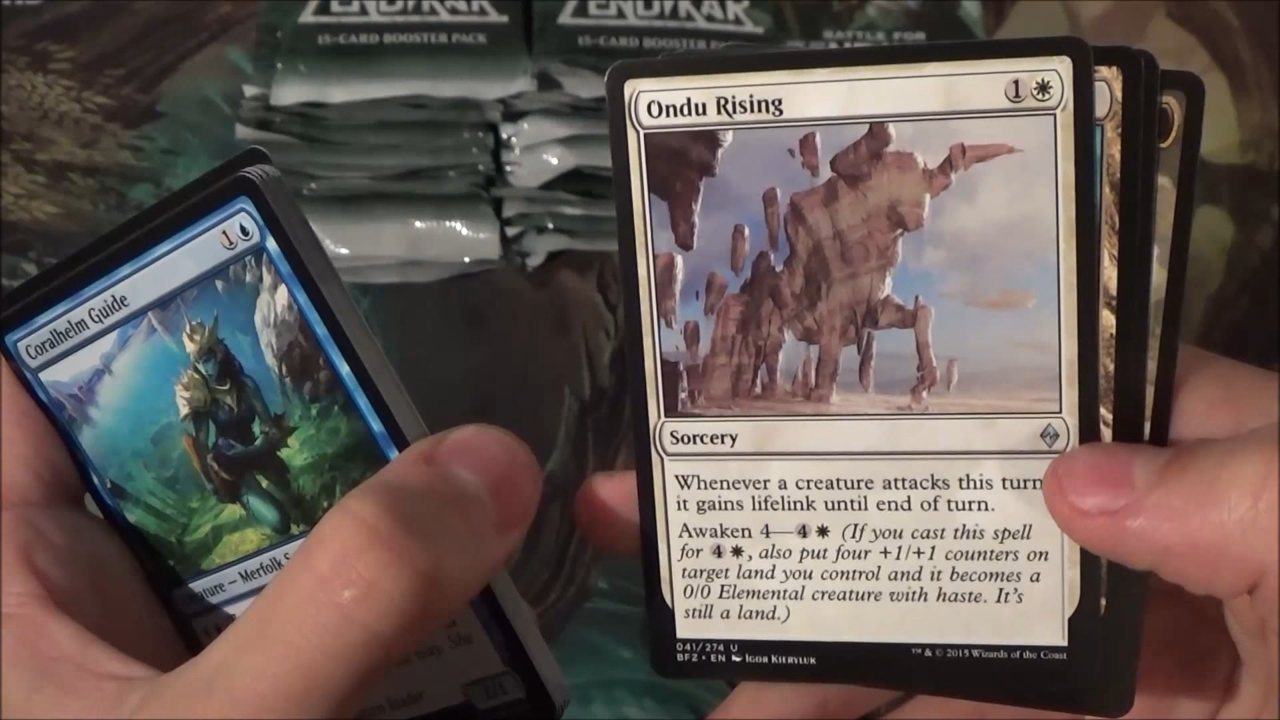 ZENDIKAR
15-CARD BOOSTER PACK
ZENDIKAR
15-CARD BOOSTER
BATTLE FOR
Coralhelm Guide
1
Merfolk
Ondu Rising
1
Sorcery
Whenever a creature attacks this turn
it gains lifelink until end of turn.
Awaken 4—4 (If you cast this spell
for 4, also put four +1/+1 counters on
target land you control and it becomes a
0/0 Elemental creature with haste. It's
still a land.)
041/274 U
BFZ • EN Igor Kieryluk
™ & © 2015 Wizards of the Coast